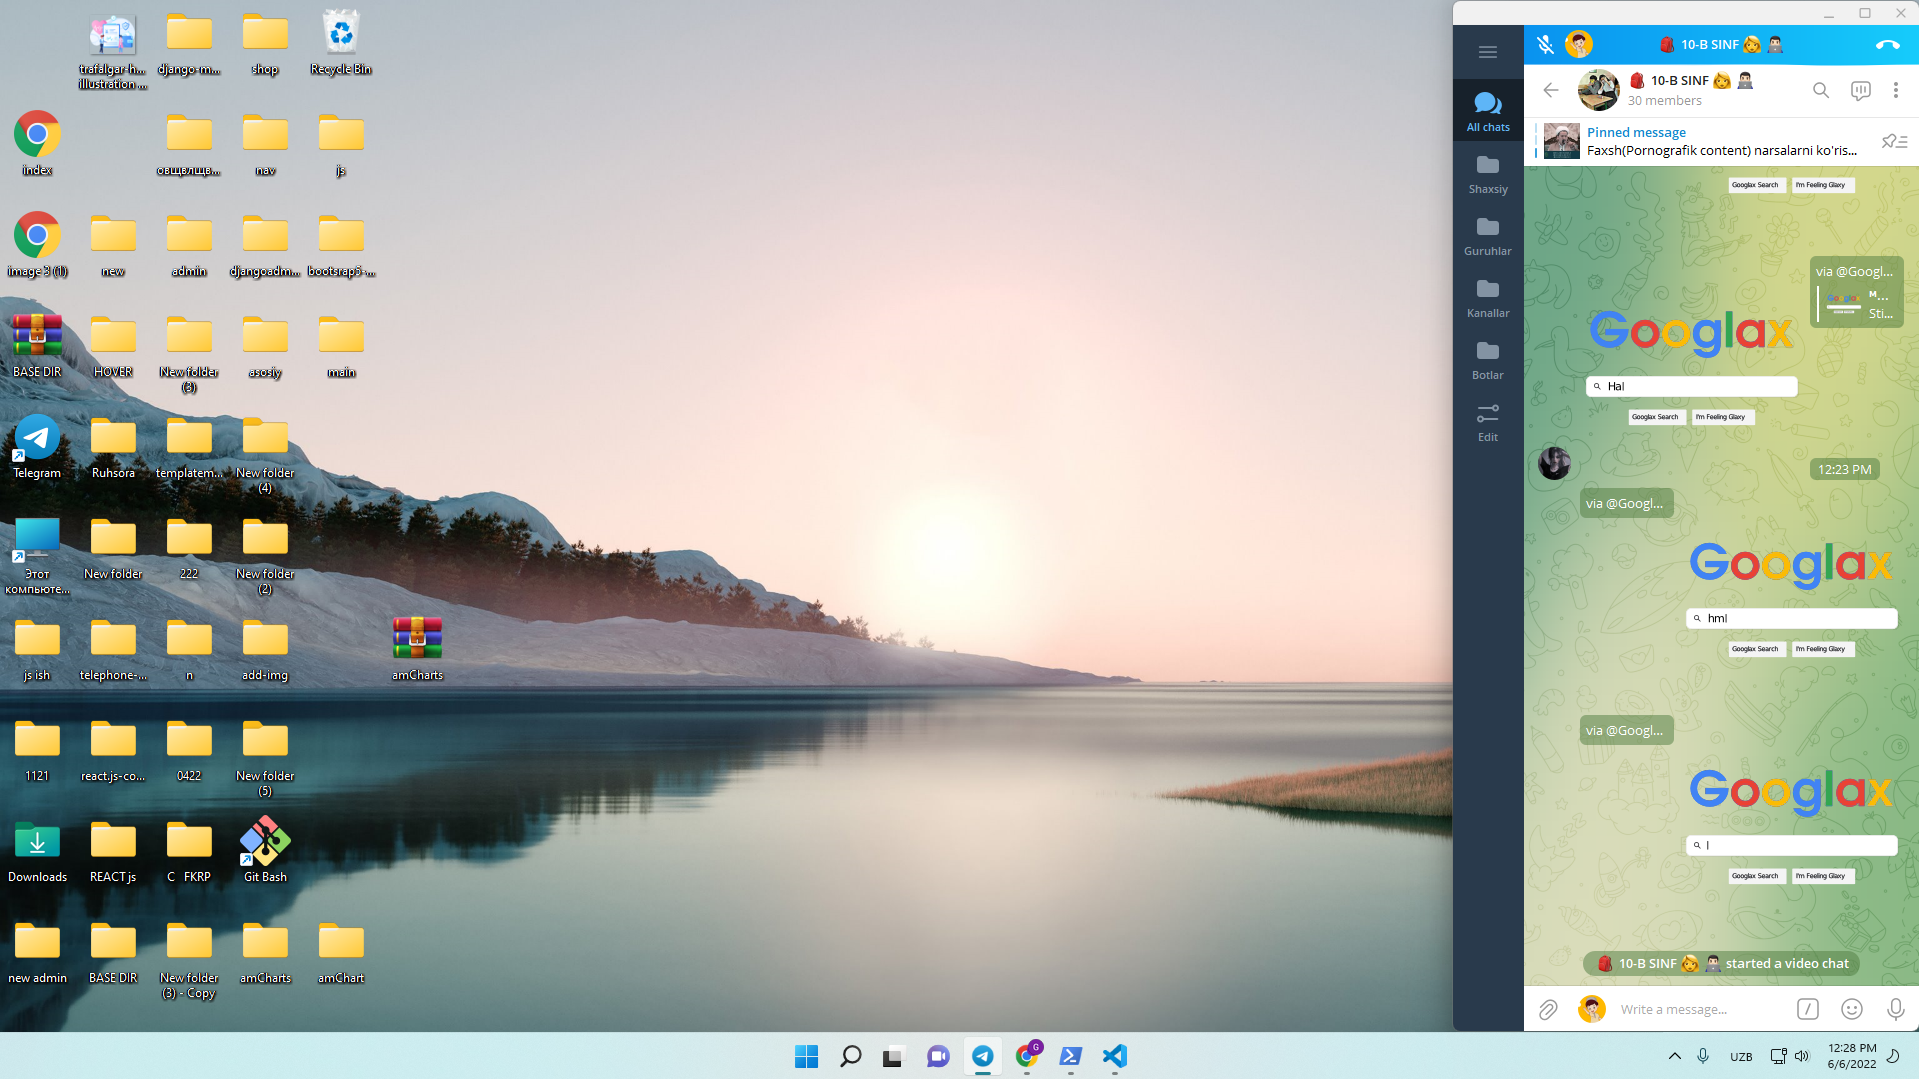 trafalgar-h...
illustration ...
django-m...
shop
Recycle Bin
index
овщвлщв...
nav
js
image 3 (1)
new
admin
djangoadm...
bootsrap5-...
BASE DIR
HOVER
New folder
(3)
asosiy
main
Telegram
Ruhsora
templatem...
New folder
(4)
Этот
компьюте...
New folder
222
New folder
(2)
js ish
telephone-...
n
add-img
amCharts
1121
react.js-co...
0422
New folder
(5)
Downloads
REACT js
C FKRP
Git Bash
new admin
BASE DIR
New folder
(3) - Copy
amCharts
amChart
10-B SINF
All chats
Shaxsiy
Guruhlar
Kanallar
Botlar
Edit
10-B SINF
30 members
Pinned message
Faxsh(Pornografik content) narsalarni ko'ris...
Googlax Search
I'm Feeling Glaxy
via @Googl...
M...
Googlax
Sti...
Googlax
Hal
Googlax Search
I'm Feeling Glaxy
12:23 PM
via @Googl...
Googlax
hml
Googlax Search
I'm Feeling Glaxy
via @Googl...
Googlax
l
Googlax Search
I'm Feeling Glaxy
10-B SINF started a video chat
Write a message...
G
UZB
12:28 PM
6/6/2022